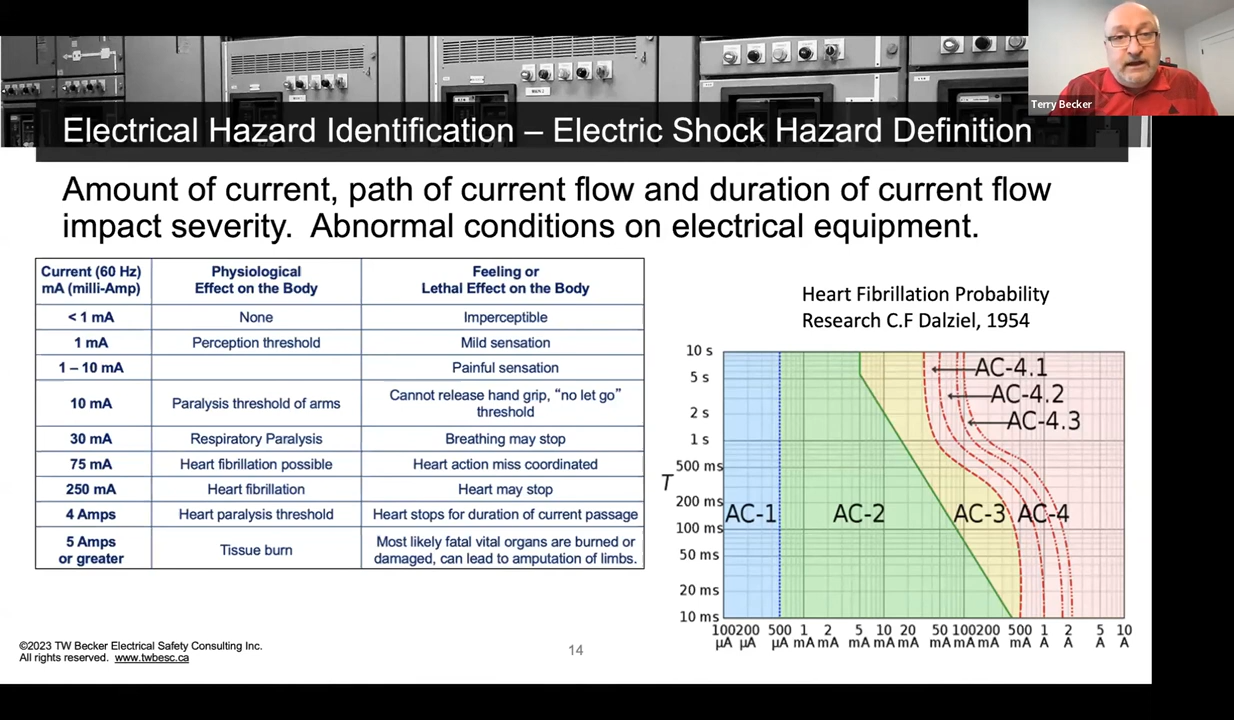 Terry Becker
Electrical Hazard Identification – Electric Shock Hazard Definition
Amount of current, path of current flow and duration of current flow
impact severity.  Abnormal conditions on electrical equipment.
Current (60 Hz)
mA (milli-Amp)
Physiological
Effect on the Body
Feeling or
Lethal Effect on the Body
< 1 mA
None
Imperceptible
1 mA
Perception threshold
Mild sensation
1 – 10 mA
Painful sensation
10 mA
Paralysis threshold of arms
Cannot release hand grip, “no let go”
threshold
30 mA
Respiratory Paralysis
Breathing may stop
75 mA
Heart fibrillation possible
Heart action miss coordinated
250 mA
Heart fibrillation
Heart may stop
4 Amps
Heart paralysis threshold
Heart stops for duration of current passage
5 Amps
or greater
Tissue burn
Most likely fatal vital organs are burned or
damaged, can lead to amputation of limbs.
Heart Fibrillation Probability
Research C.F Dalziel, 1954
10 s
5 s
2 s
1 s
500 ms
200 ms
100 ms
50 ms
20 ms
10 ms
T
AC-4.1
AC-4.2
AC-4.3
AC-1
AC-2
AC-3
AC-4
100 200 500 1 2 5 10 20 50 100 200 500 1 2 5 10
µA µA µA mA mA mA mA mA mA mA mA mA A A A A
©2023 TW Becker Electrical Safety Consulting Inc.
All rights reserved.  www.twbesc.ca
14